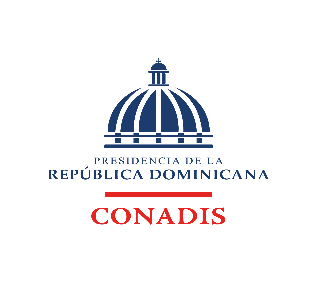 PRESIDENCIA DE LA
REPÚBLICA DOMINICANA
CONADIS